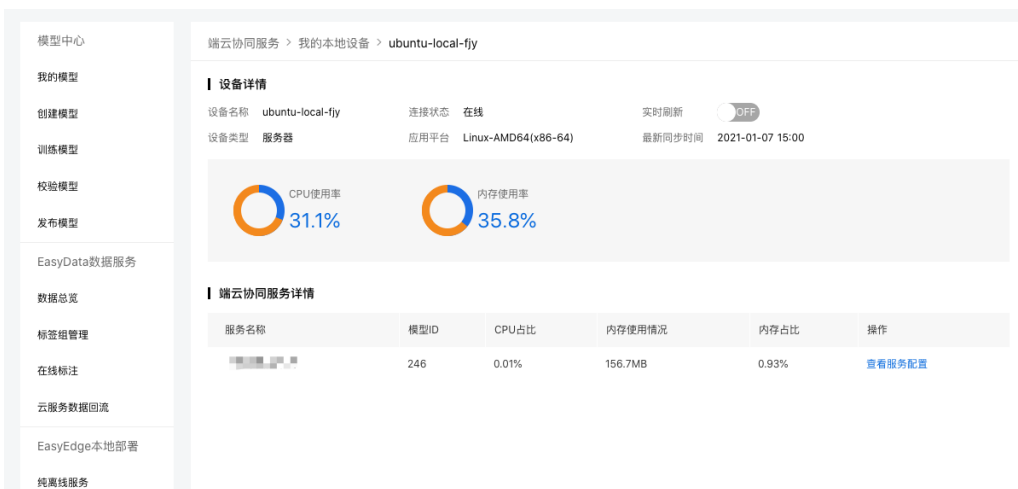 模型中心
我的模型
创建模型
训练模型
校验模型
发布模型
EasyData数据服务
数据总览
标签组管理
在线标注
云服务数据回流
EasyEdge本地部署
纯离线服务
端云协同服务 > 我的本地设备 > ubuntu-local-fjy
设备详情
设备名称 ubuntu-local-fjy 连接状态 在线 实时刷新 OFF
设备类型 服务器 应用平台 Linux-AMD64(x86-64) 最新同步时间 2021-01-07 15:00
CPU使用率 内存使用率
31.1% 35.8%
端云协同服务详情
服务名称 模型ID CPU占比 内存使用情况 内存占比 操作
246 0.01% 156.7MB 0.93% 查看服务配置